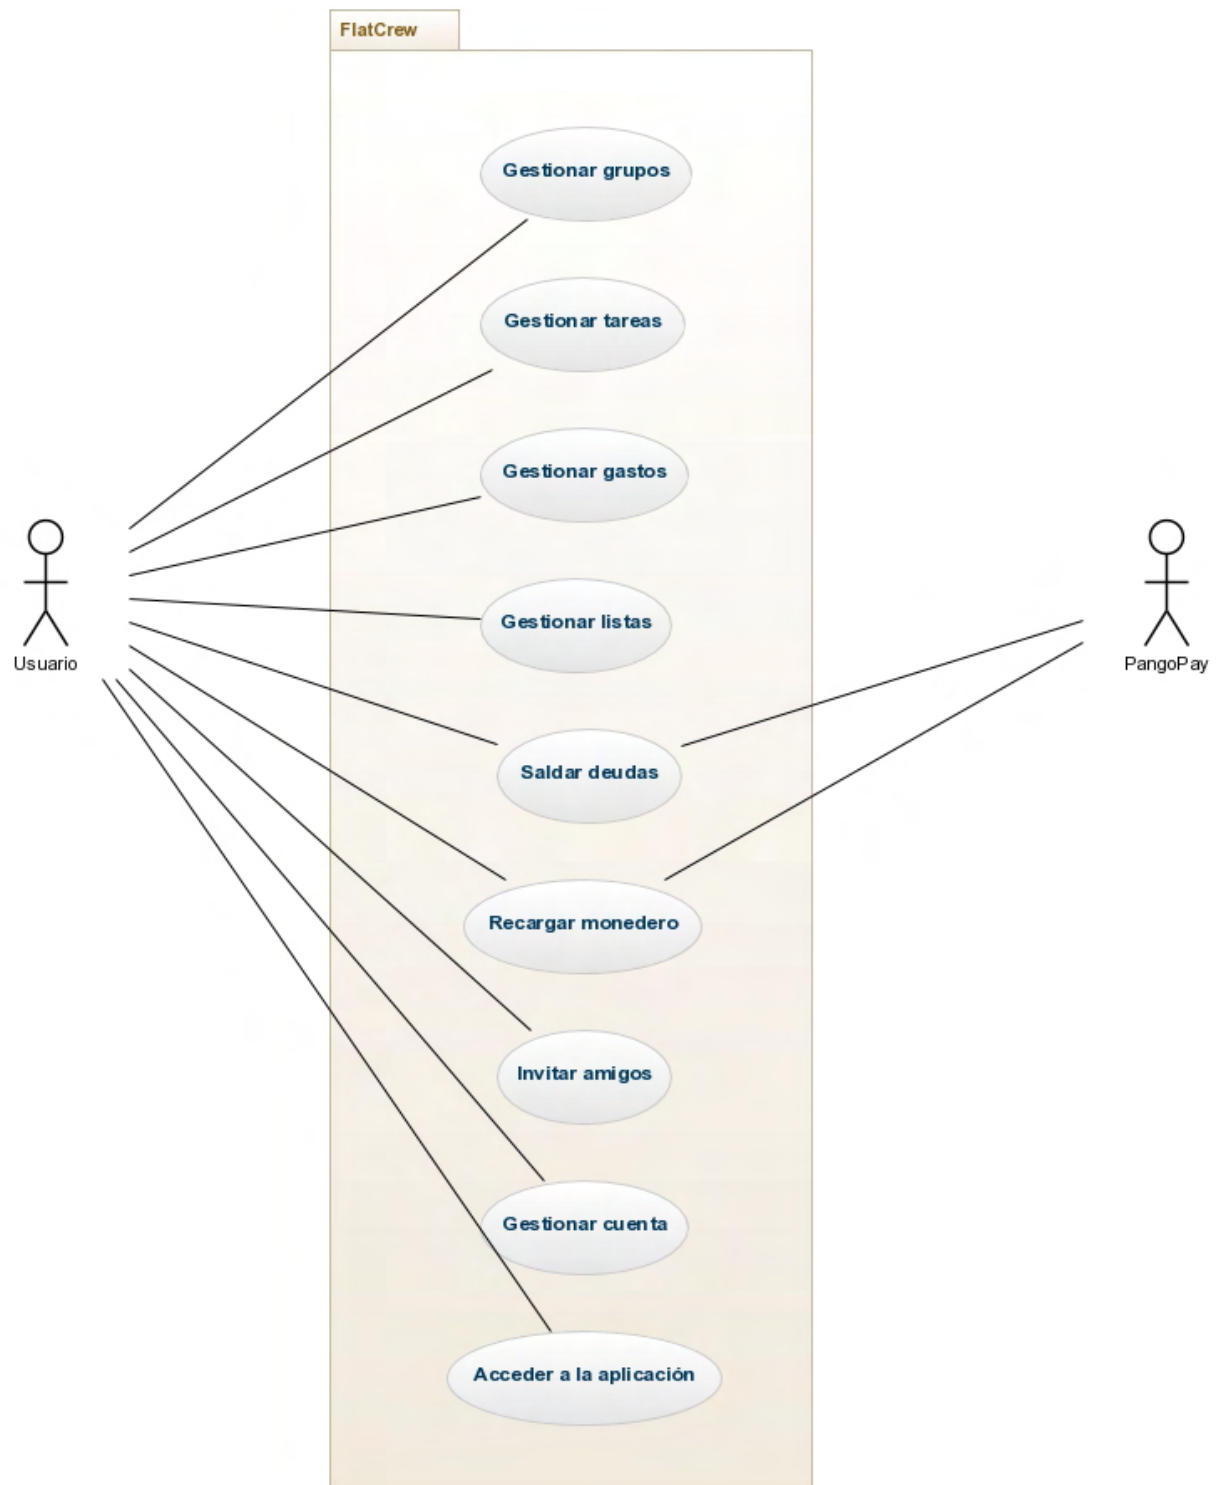 FlatCrew
Gestionar grupos
Gestionar tareas
Gestionar gastos
Gestionar listas
Usuario
PangoPay
Saldar deudas
Recargar monedero
Invitar amigos
Gestionar cuenta
Acceder a la aplicación